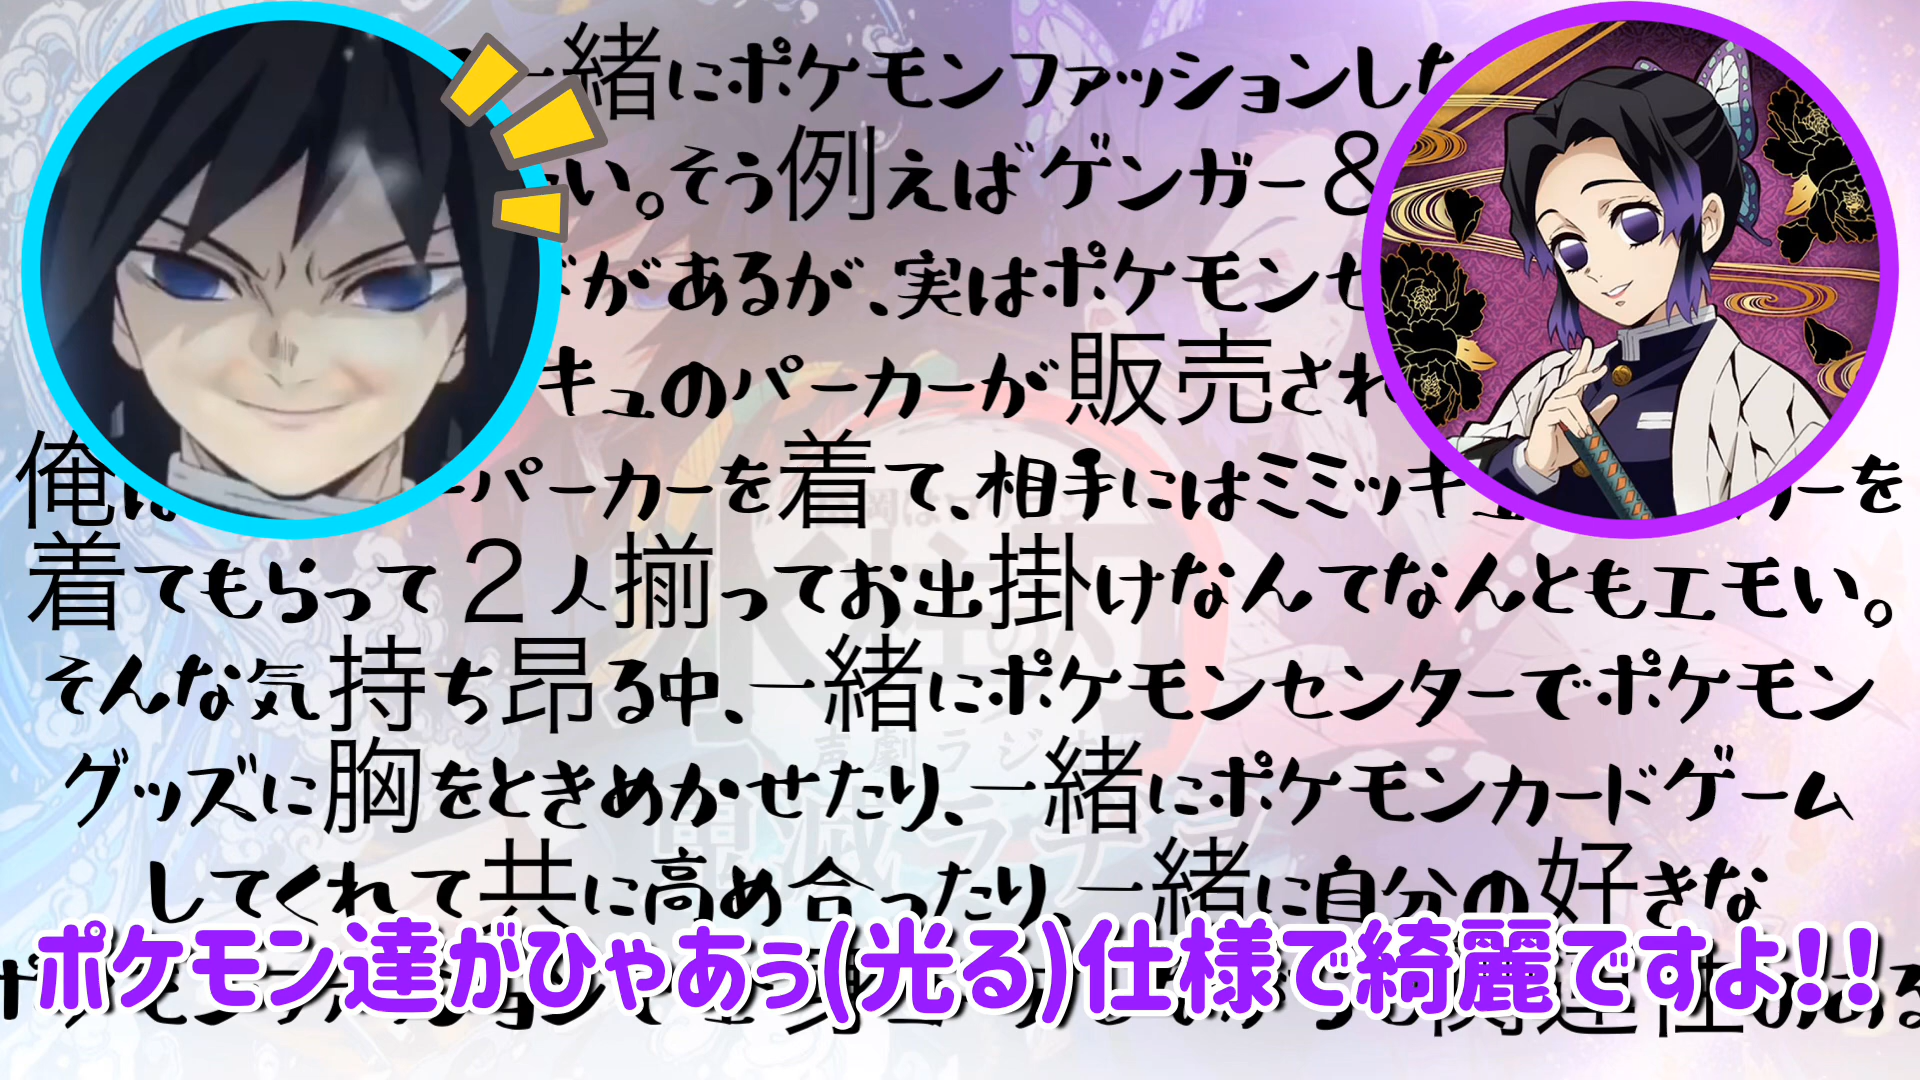 一緒にポケモンファッションした
い。そう例えばゲンガー&
があるが、実はポケモンセ
キュのパーカーが販売され
俺は ーパーカーを着て、相手にはミミッキュ ーを
着てもらって2人揃ってお出掛けなんてなんともエモい。
そんな気持ち昂る中、一緒にポケモンセンターでポケモン
グッズに胸をときめかせたり、一緒にポケモンカードゲーム
してくれて共に高め合ったり、一緒に自分の好きな
ポケモン達がひゃあぅ(光る)仕様で綺麗ですよ!!